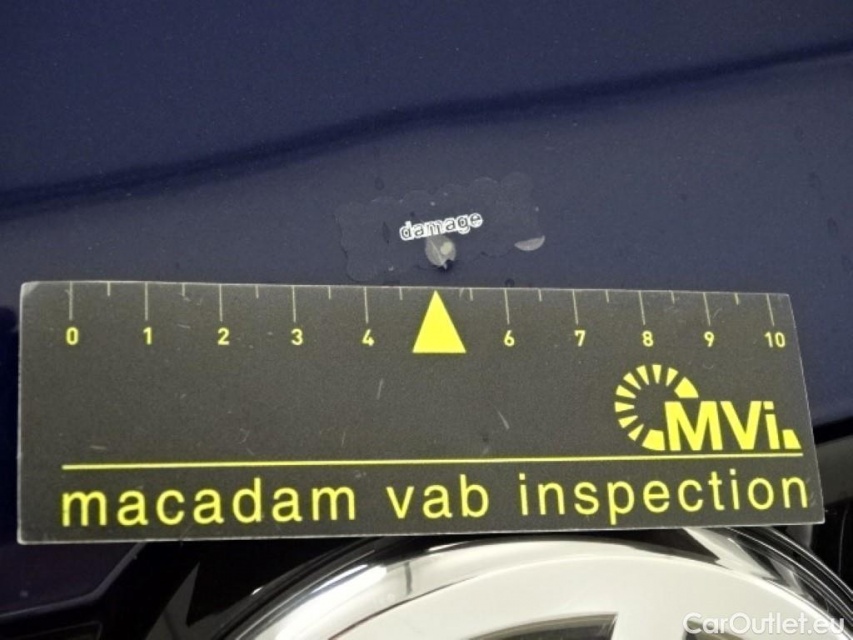 damage
0 1 2 3 4 6 7 8 9 10
MVi
macadam vab inspection
CarOutlet.eu